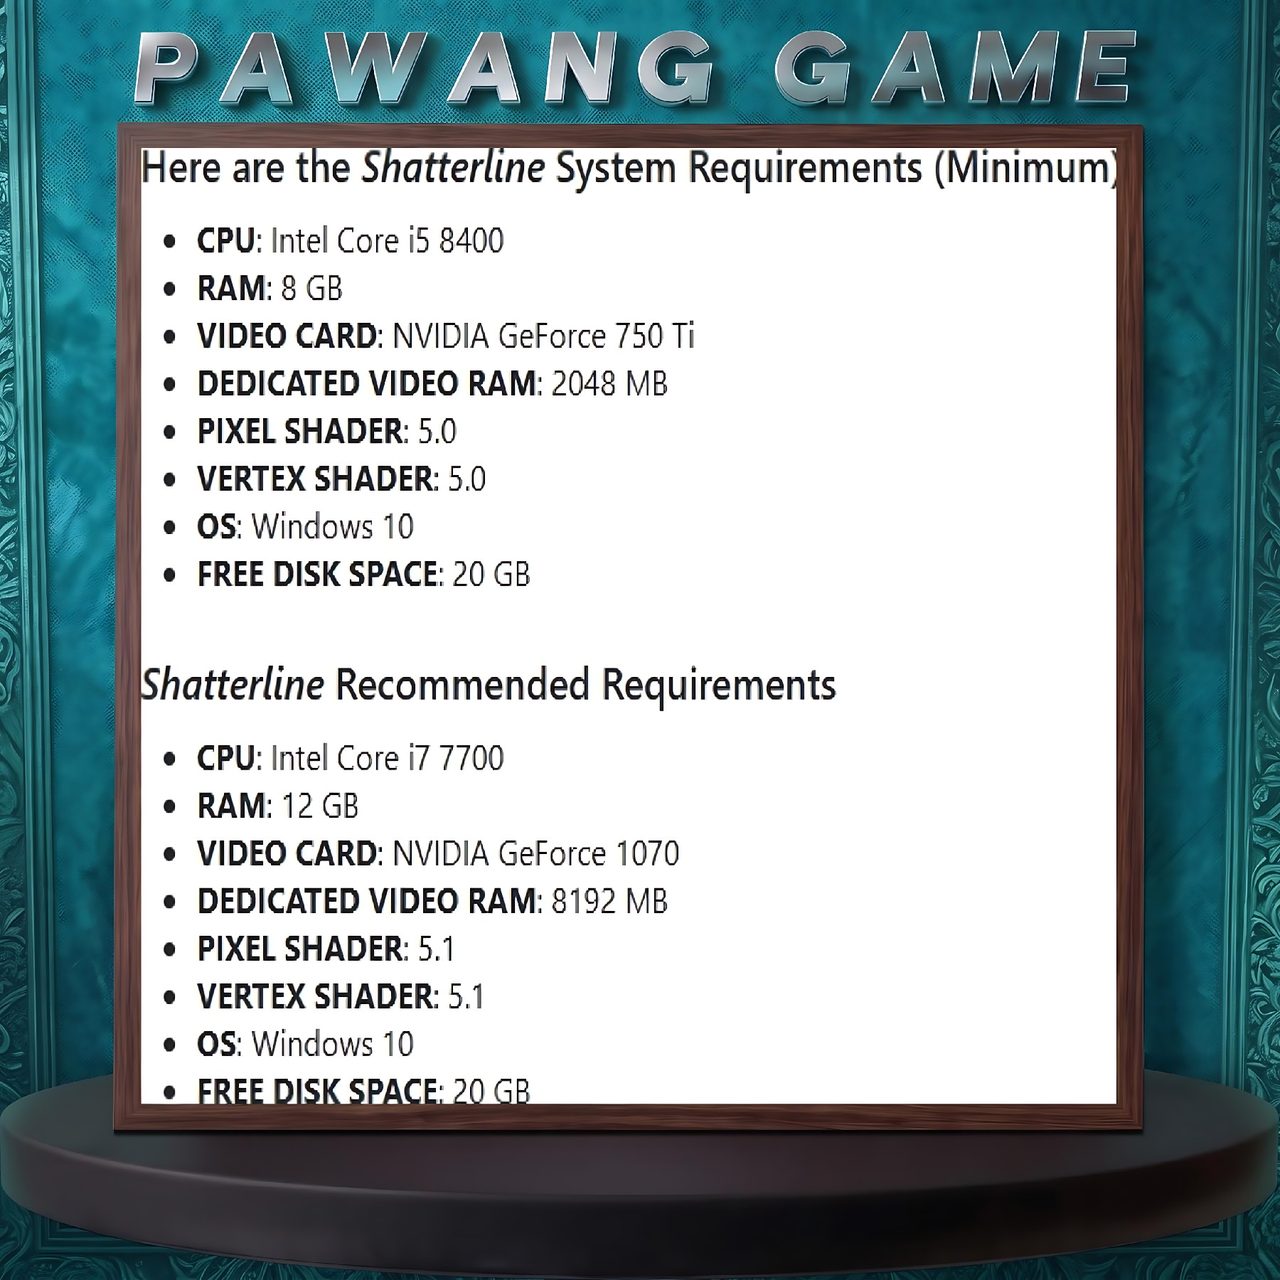 PAWANG GAME
Here are the Shatterline System Requirements (Minimum)
• CPU: Intel Core i5 8400
• RAM: 8 GB
• VIDEO CARD: NVIDIA GeForce 750 Ti
• DEDICATED VIDEO RAM: 2048 MB
• PIXEL SHADER: 5.0
• VERTEX SHADER: 5.0
• OS: Windows 10
• FREE DISK SPACE: 20 GB
Shatterline Recommended Requirements
• CPU: Intel Core i7 7700
• RAM: 12 GB
• VIDEO CARD: NVIDIA GeForce 1070
• DEDICATED VIDEO RAM: 8192 MB
• PIXEL SHADER: 5.1
• VERTEX SHADER: 5.1
• OS: Windows 10
• FREE DISK SPACE: 20 GB